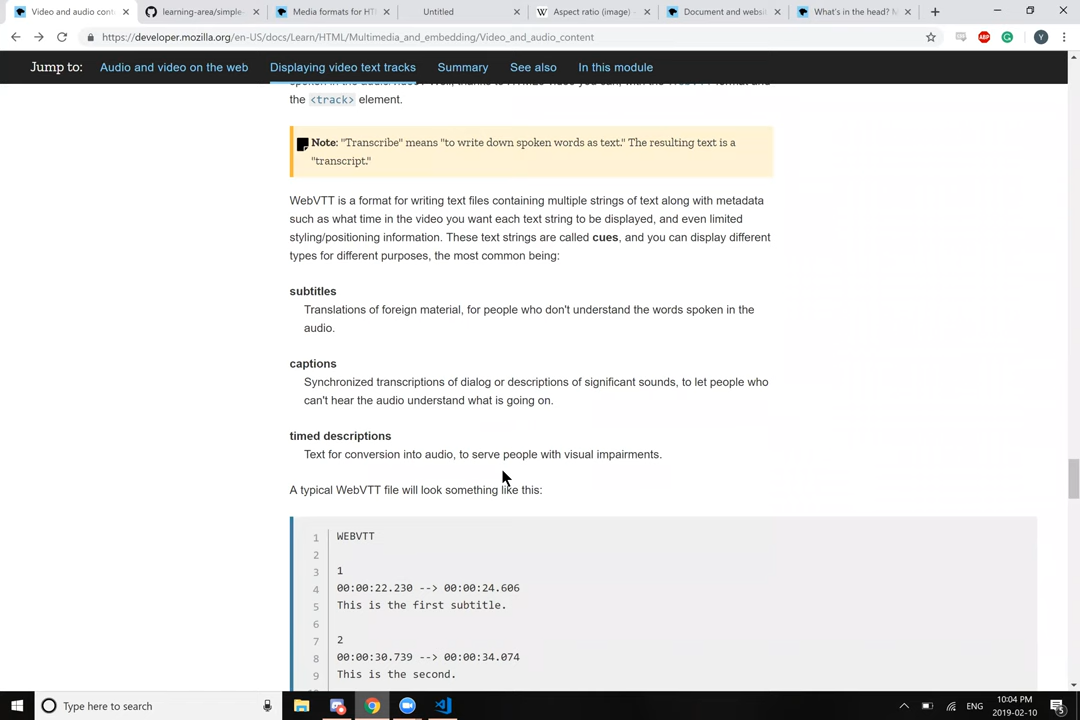 Video and audio conte
learning-area/simple-
Media formats for HT
Untitled
Aspect ratio (image) -
Document and websi
What's in the head? M
https://developer.mozilla.org/en-US/docs/Learn/HTML/Multimedia_and_embedding/Video_and_audio_content
ABP
Y
Jump to:
Audio and video on the web
Displaying video text tracks
Summary
See also
In this module
the <track> element.
Note: "Transcribe" means "to write down spoken words as text." The resulting text is a
"transcript."
WebVTT is a format for writing text files containing multiple strings of text along with metadata
such as what time in the video you want each text string to be displayed, and even limited
styling/positioning information. These text strings are called cues, and you can display different
types for different purposes, the most common being:
subtitles
Translations of foreign material, for people who don't understand the words spoken in the
audio.
captions
Synchronized transcriptions of dialog or descriptions of significant sounds, to let people who
can't hear the audio understand what is going on.
timed descriptions
Text for conversion into audio, to serve people with visual impairments.
A typical WebVTT file will look something like this:
1 WEBVTT
2
3 1
4 00:00:22.230 --> 00:00:24.606
5 This is the first subtitle.
6
7 2
8 00:00:30.739 --> 00:00:34.074
9 This is the second.
Type here to search
ENG
10:04 PM
2019-02-10
5